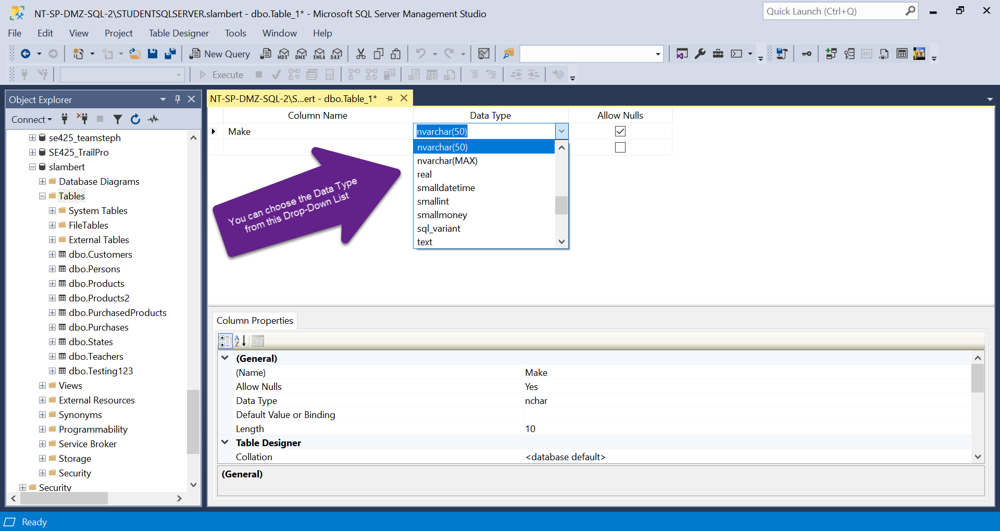 NT-SP-DMZ-SQL-2\STUDENTSQLSERVER.slambert - dbo.Table_1* - Microsoft SQL Server Management Studio
Quick Launch (Ctrl+Q)
File Edit View Project Table Designer Tools Window Help
New Query MDX DMX XMLA DAX abc
Execute
Object Explorer
Connect
se425_teamsteph
SE425_TrailPro
slambert
Database Diagrams
Tables
System Tables
FileTables
External Tables
dbo.Customers
dbo.Persons
dbo.Products
dbo.Products2
dbo.PurchasedProducts
dbo.Purchases
dbo.States
dbo.Teachers
dbo.Testing123
Views
External Resources
Synonyms
Programmability
Service Broker
Storage
Security
Security
NT-SP-DMZ-SQL-2\S...ert - dbo.Table_1*
Column Name Data Type Allow Nulls
Make nvarchar(50)
nvarchar(50)
nvarchar(MAX)
real
smalldatetime
smallint
smallmoney
sql_variant
text
You can choose the Data Type
from this Drop-Down List
Column Properties
A
Z
(General)
(Name) Make
Allow Nulls Yes
Data Type nchar
Default Value or Binding
Length 10
Table Designer
Collation <database default>
(General)
Ready